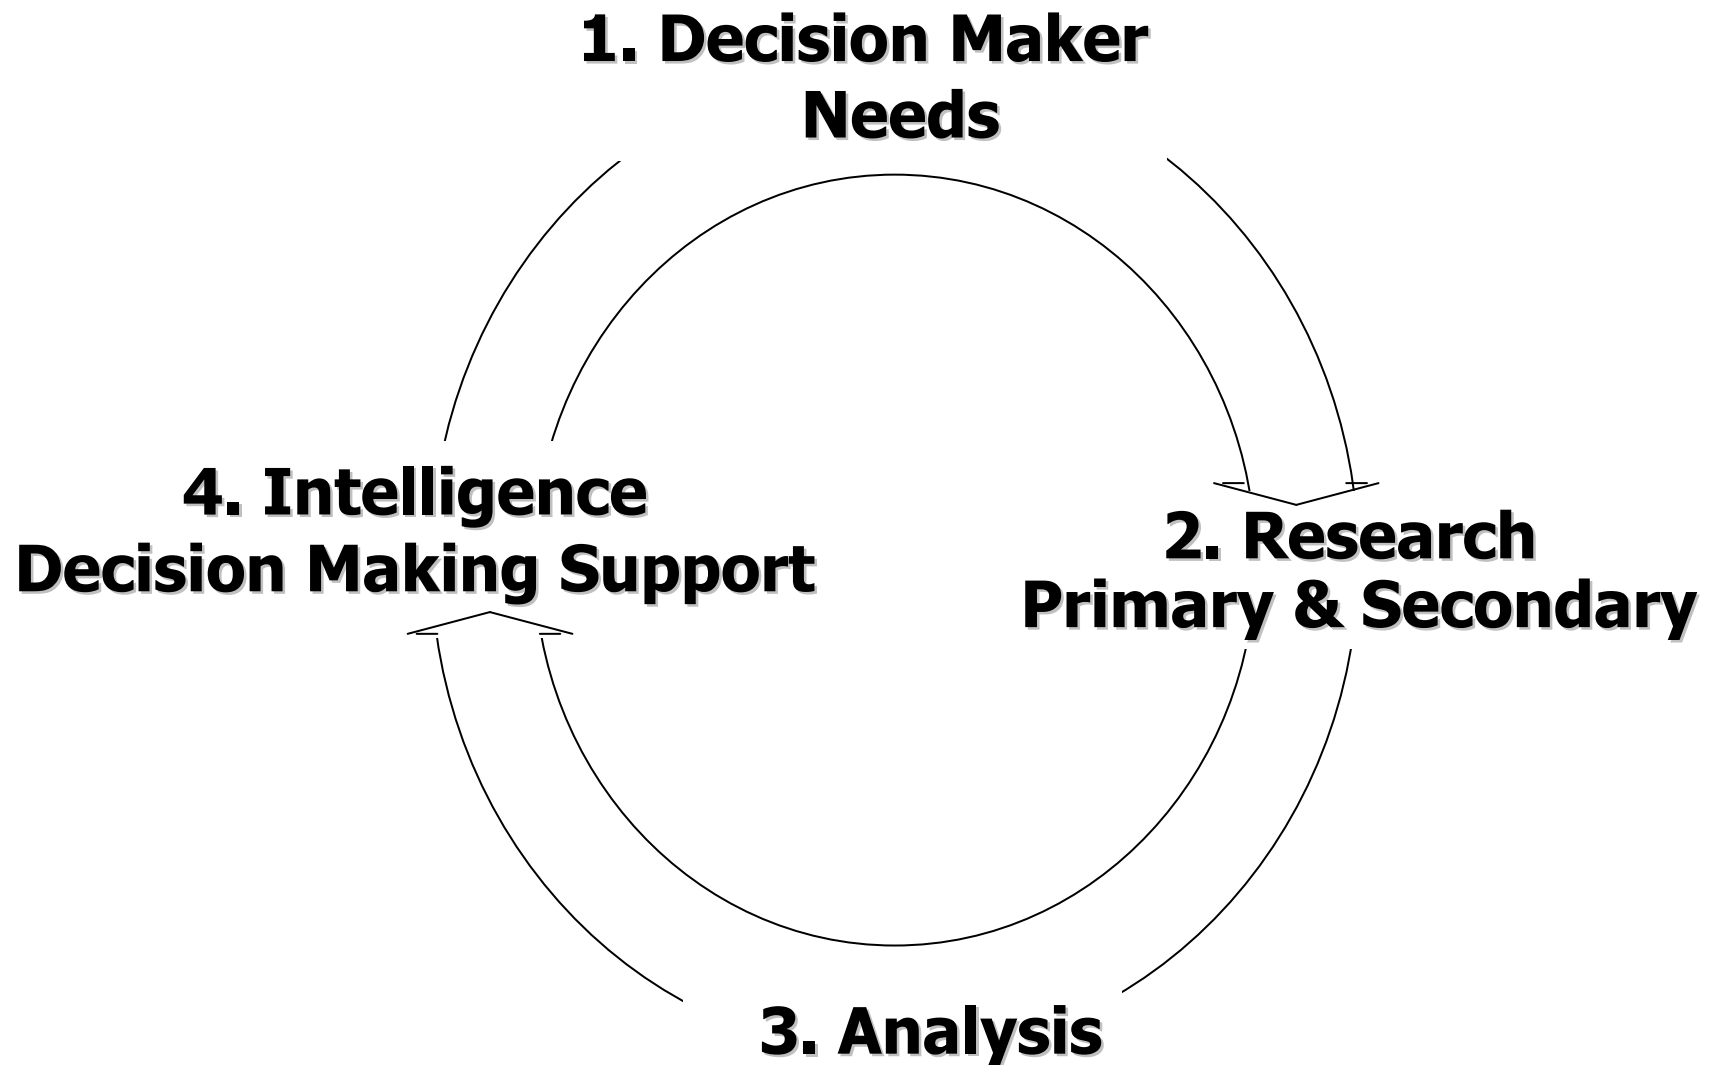 1. Decision Maker
Needs
2. Research
Primary & Secondary
3. Analysis
4. Intelligence
Decision Making Support